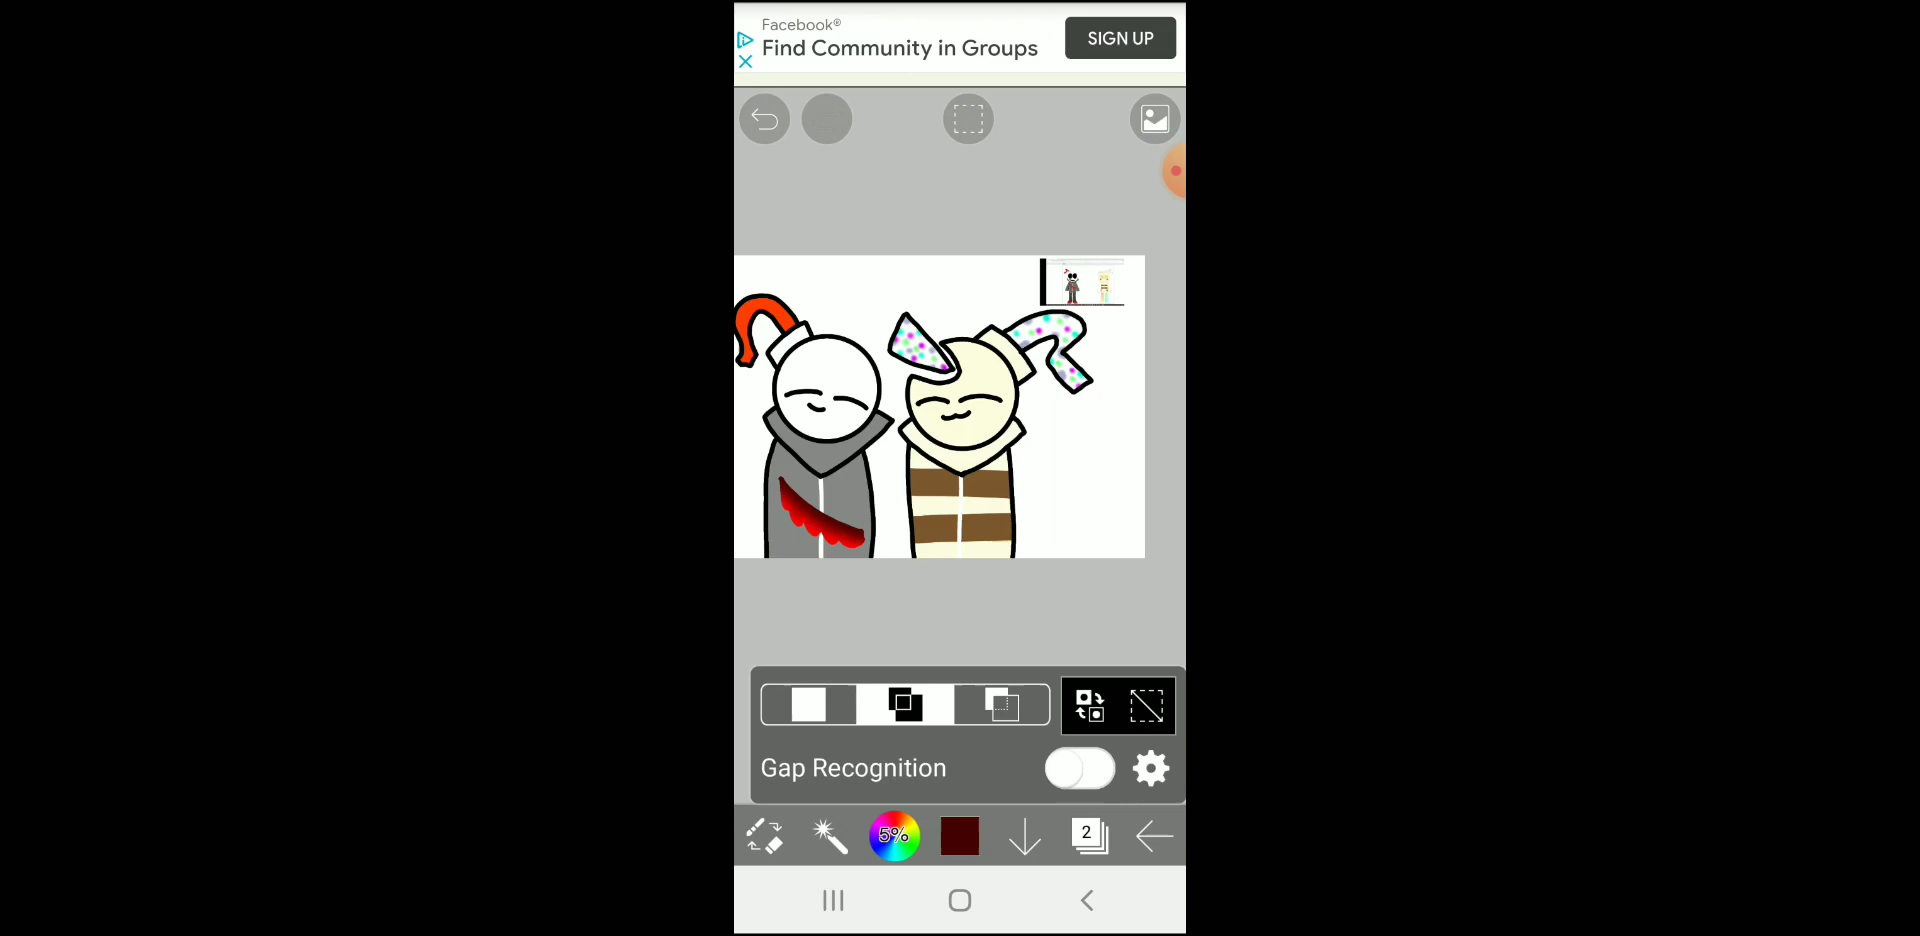 Facebook®
Find Community in Groups
SIGN UP
Gap Recognition
5%
2